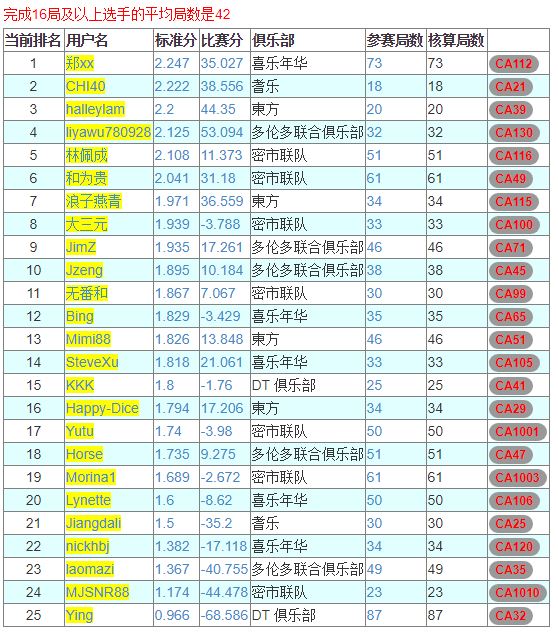 完成16局及以上选手的平均局数是42
当前排名 用户名 标准分 比赛分 俱乐部 参赛局数 核算局数
1 郑xx 2.247 35.027 喜乐年华 73 73 CA112
2 CHI40 2.222 38.556 耆乐 18 18 CA21
3 halleylam 2.2 44.35 東方 20 20 CA39
4 liyawu780928 2.125 53.094 多伦多联合俱乐部 32 32 CA130
5 林佩成 2.108 11.373 密市联队 51 51 CA116
6 和为贵 2.041 31.18 密市联队 61 61 CA49
7 浪子燕青 1.971 36.559 東方 34 34 CA115
8 大三元 1.939 -3.788 密市联队 33 33 CA100
9 JimZ 1.935 17.261 多伦多联合俱乐部 46 46 CA71
10 Jzeng 1.895 10.184 多伦多联合俱乐部 38 38 CA45
11 无番和 1.867 7.067 密市联队 30 30 CA99
12 Bing 1.829 -3.429 喜乐年华 35 35 CA65
13 Mimi88 1.826 13.848 東方 46 46 CA51
14 SteveXu 1.818 21.061 喜乐年华 33 33 CA105
15 KKK 1.8 -1.76 DT 俱乐部 25 25 CA41
16 Happy-Dice 1.794 17.206 東方 34 34 CA29
17 Yutu 1.74 -3.98 密市联队 50 50 CA1001
18 Horse 1.735 9.275 多伦多联合俱乐部 51 51 CA47
19 Morina1 1.689 -2.672 密市联队 61 61 CA1003
20 Lynette 1.6 -8.62 喜乐年华 50 50 CA106
21 Jiangdali 1.5 -35.2 耆乐 30 30 CA25
22 nickhbj 1.382 -17.118 喜乐年华 34 34 CA120
23 laomazi 1.367 -40.755 多伦多联合俱乐部 49 49 CA35
24 MJSNR88 1.174 -44.478 密市联队 23 23 CA1010
25 Ying 0.966 -68.586 DT 俱乐部 87 87 CA32